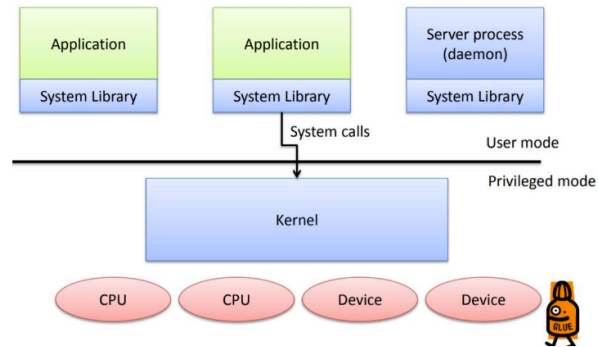 Application
Application
Server process
(daemon)
System Library
System Library
System Library
System calls
User mode
Privileged mode
Kernel
CPU
CPU
Device
Device
GLUE